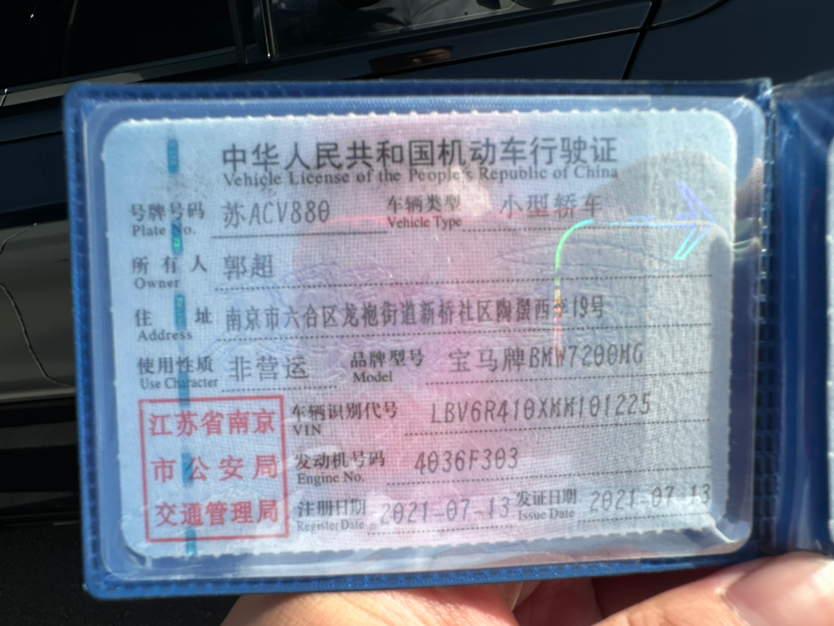 中华人民共和国机动车行驶证
Vehicle License of the People's Republic of China
号牌号码 苏ACV880 车辆类型 小型轿车
Plate No. Vehicle Type
所有人 郭超
Owner
住址 南京市六合区龙袍街道新桥社区陶摆西李19号
Address
使用性质 非营运 品牌型号 宝马牌BMW7200MG
Use Character Model
江苏省南京
市公安局
交通管理局
车辆识别代号 LBV6R410XMM101225
VIN
发动机号码 4036F303
Engine No.
注册日期 2021-07-13 发证日期 2021-07-13
Register Date Issue Date